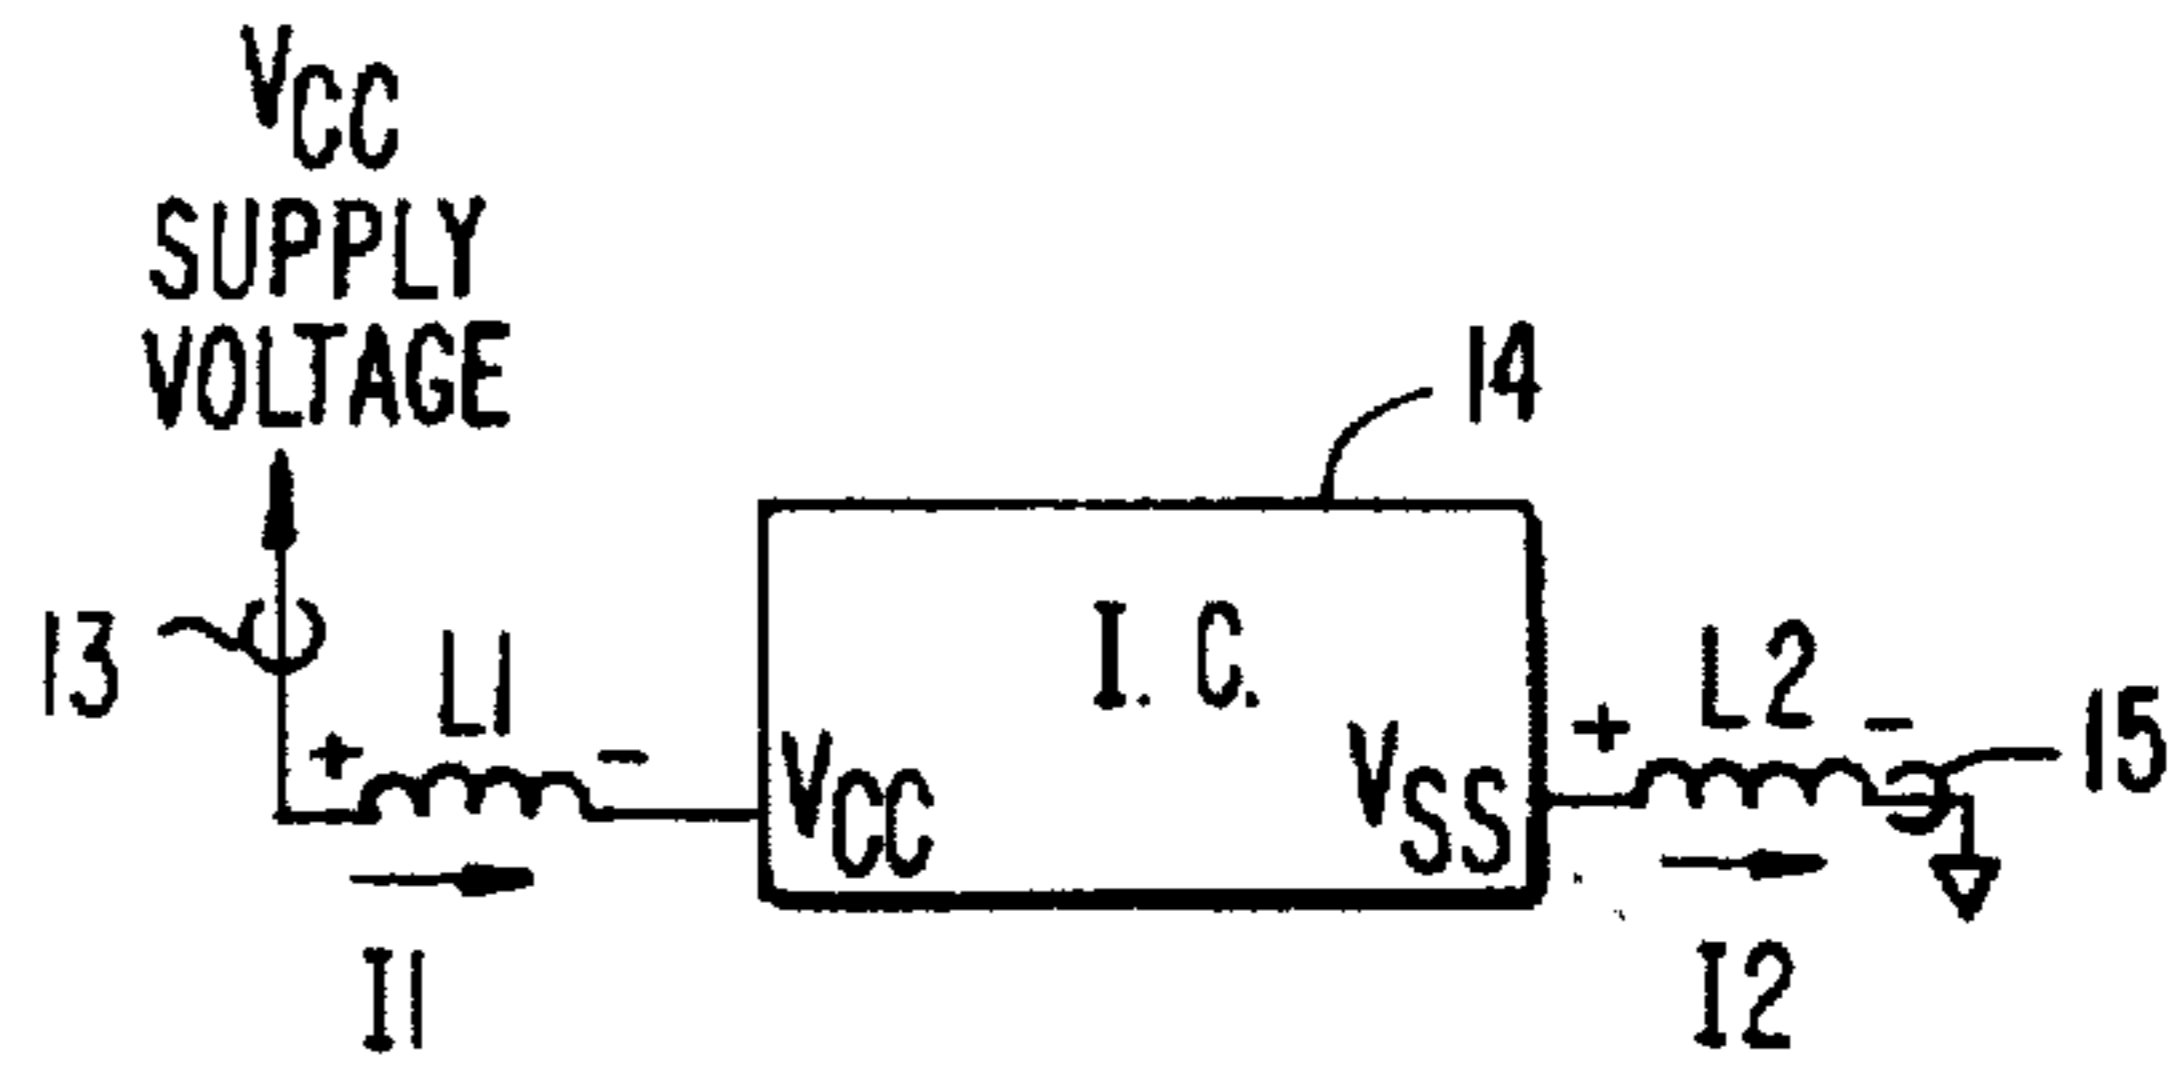 VCC
SUPPLY
VOLTAGE
14
13
L1
I. C.
L2
15
+
-
+
-
VCC
VSS
I1
I2